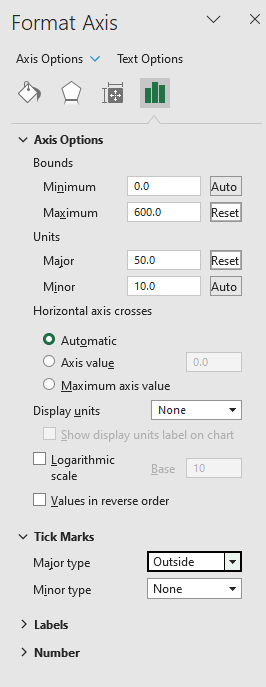 Format Axis
Axis Options Text Options
Axis Options
Bounds
Minimum 0.0 Auto
Maximum 600.0 Reset
Units
Major 50.0 Reset
Minor 10.0 Auto
Horizontal axis crosses
Automatic
Axis value 0.0
Maximum axis value
Display units None
Show display units label on chart
Logarithmic
scale Base 10
Values in reverse order
Tick Marks
Major type Outside
Minor type None
Labels
Number